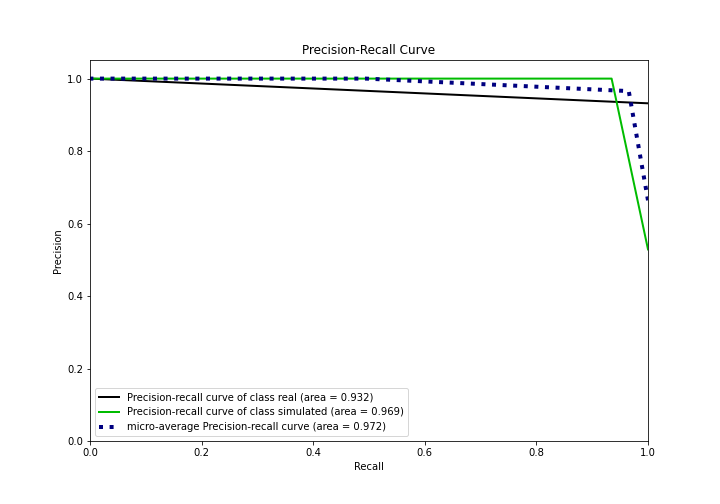 Precision-Recall Curve
Precision
1.0
0.8
0.6
0.4
0.2
0.0
Precision-recall curve of class real (area = 0.932)
Precision-recall curve of class simulated (area = 0.969)
micro-average Precision-recall curve (area = 0.972)
0.0 0.2 0.4 0.6 0.8 1.0
Recall